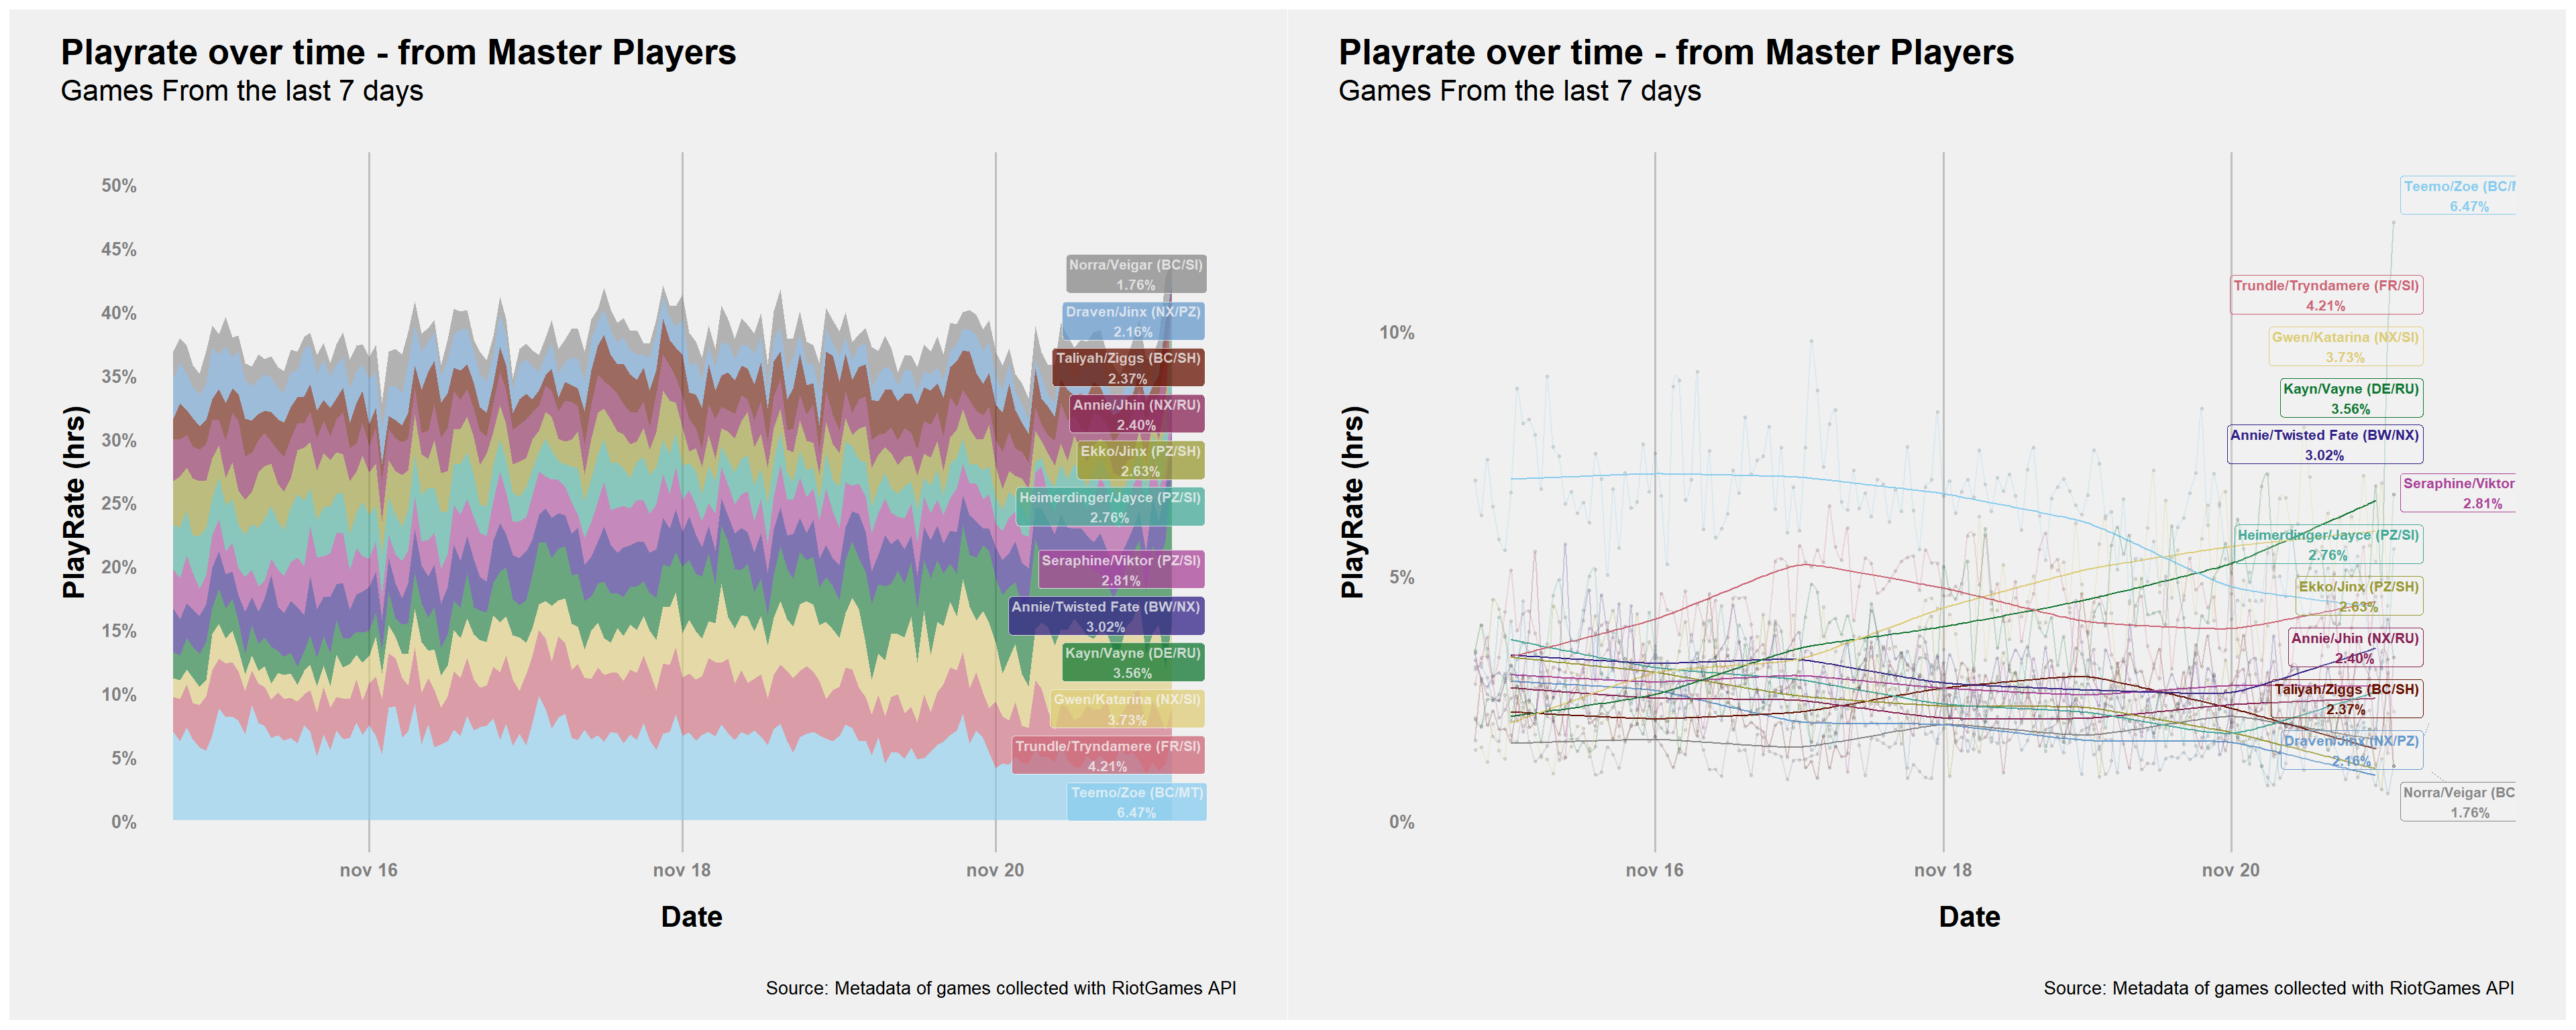 Playrate over time - from Master Players
Games From the last 7 days
50%
45%
40%
35%
30%
25%
20%
15%
10%
5%
0%
PlayRate (hrs)
Norra/Veigar (BC/SI)
1.76%
Draven/Jinx (NX/PZ)
2.16%
Taliyah/Ziggs (BC/SH)
2.37%
Annie/Jhin (NX/RU)
2.40%
Ekko/Jinx (PZ/SH)
2.63%
Heimerdinger/Jayce (PZ/SI)
2.76%
Seraphine/Viktor (PZ/SI)
2.81%
Annie/Twisted Fate (BW/NX)
3.02%
Kayn/Vayne (DE/RU)
3.56%
Gwen/Katarina (NX/SI)
3.73%
Trundle/Tryndamere (FR/SI)
4.21%
Teemo/Zoe (BC/MT)
6.47%
nov 16
nov 18
nov 20
Date
Source: Metadata of games collected with RiotGames API
Playrate over time - from Master Players
Games From the last 7 days
10%
5%
0%
PlayRate (hrs)
Teemo/Zoe (BC/
6.47%
Trundle/Tryndamere (FR/SI)
4.21%
Gwen/Katarina (NX/SI)
3.73%
Kayn/Vayne (DE/RU)
3.56%
Annie/Twisted Fate (BW/NX)
3.02%
Seraphine/Viktor
2.81%
Heimerdinger/Jayce (PZ/SI)
2.76%
Ekko/Jinx (PZ/SH)
2.63%
Annie/Jhin (NX/RU)
2.40%
Taliyah/Ziggs (BC/SH)
2.37%
Draven/Jinx (NX/PZ)
2.16%
Norra/Veigar (BC
1.76%
nov 16
nov 18
nov 20
Date
Source: Metadata of games collected with RiotGames API